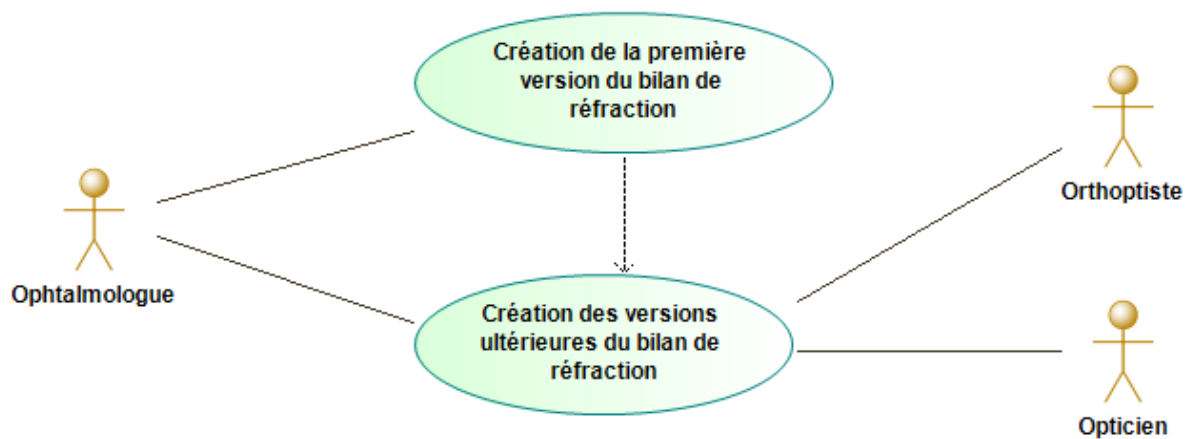 Création de la première
version du bilan de
réfraction
Orthoptiste
Ophtalmologue
Création des versions
ultérieures du bilan de
réfraction
Opticien